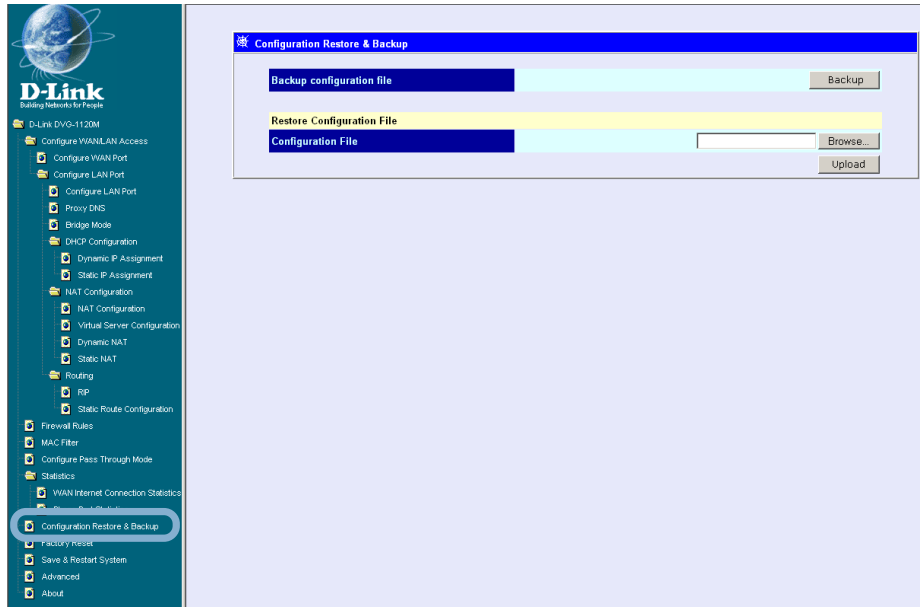 D-Link
Building Networks for People
D-Link DVG-1120M
Configure WAN/LAN Access
Configure WAN Port
Configure LAN Port
Configure LAN Port
Proxy DNS
Bridge Mode
DHCP Configuration
Dynamic IP Assignment
Static IP Assignment
NAT Configuration
NAT Configuration
Virtual Server Configuration
Dynamic NAT
Static NAT
Routing
RIP
Static Route Configuration
Firewall Rules
MAC Filter
Configure Pass Through Mode
Statistics
WAN Internet Connection Statistics
Configuration Restore & Backup
Factory Reset
Save & Restart System
Advanced
About
Configuration Restore & Backup
Backup configuration file
Backup
Restore Configuration File
Configuration File
Browse...
Upload